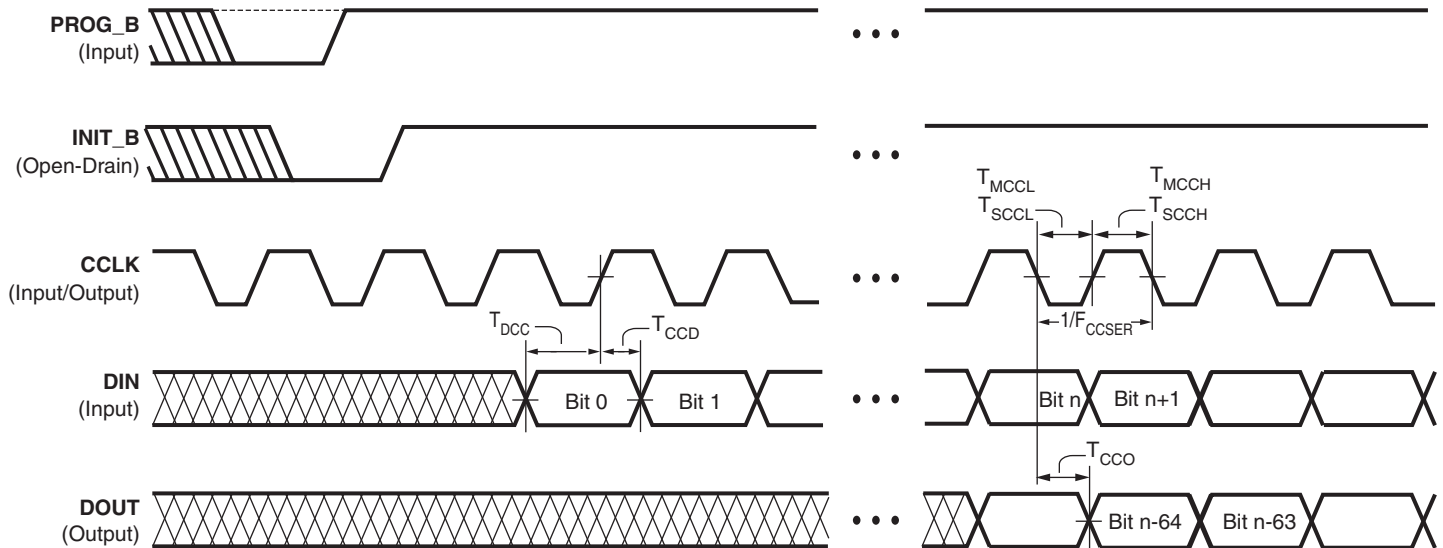 PROG_B
(Input)
INIT_B
(Open-Drain)
T_MCCL
T_SCCL
T_MCCH
T_SCCH
CCLK
(Input/Output)
1/F_CCSER
T_DCC
T_CCD
DIN
(Input)
Bit 0
Bit 1
Bit n
Bit n+1
T_CCO
DOUT
(Output)
Bit n-64
Bit n-63